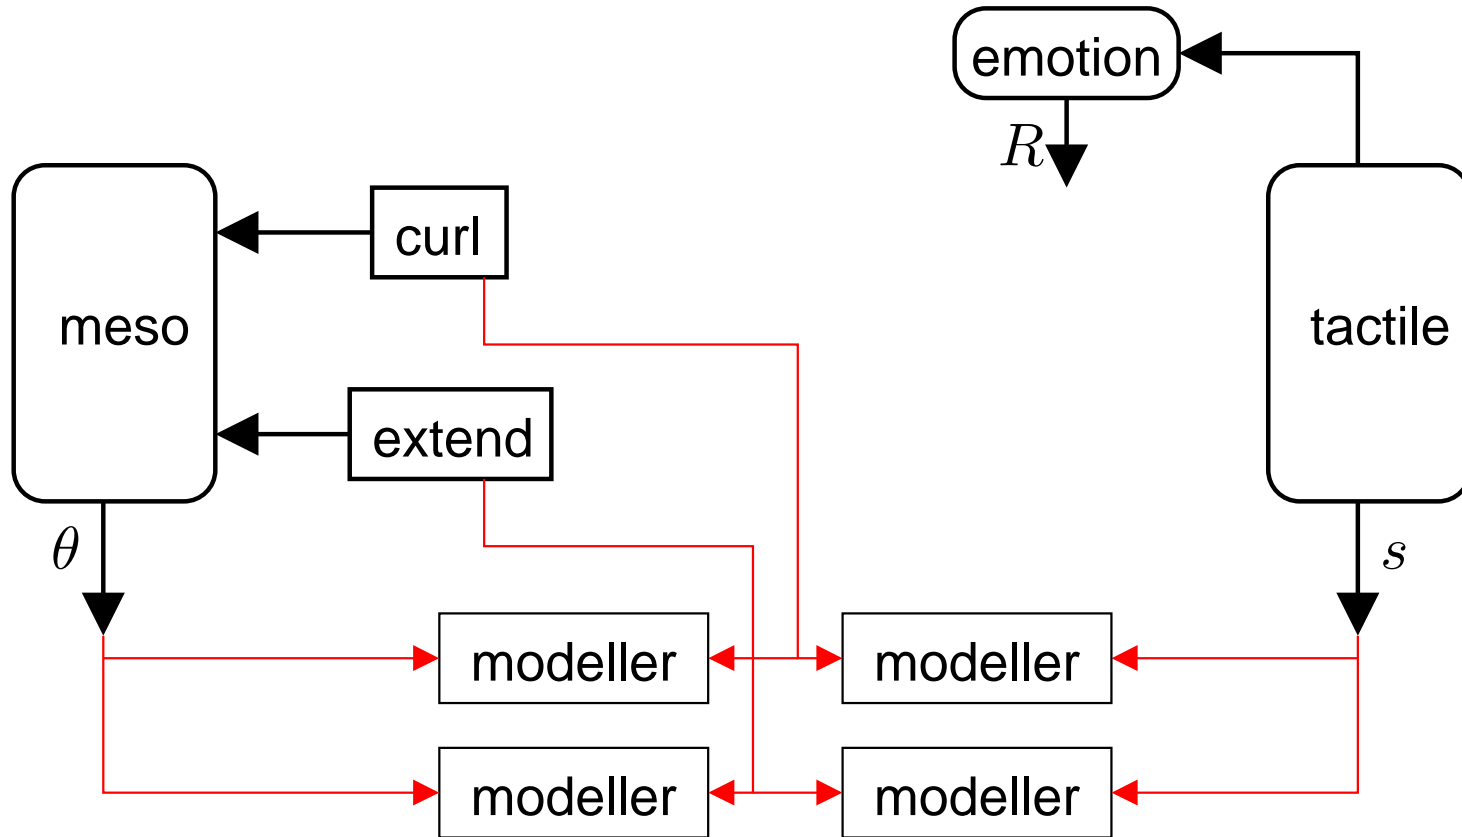 emotion
R
curl
meso
tactile
extend
θ
s
modeller
modeller
modeller
modeller